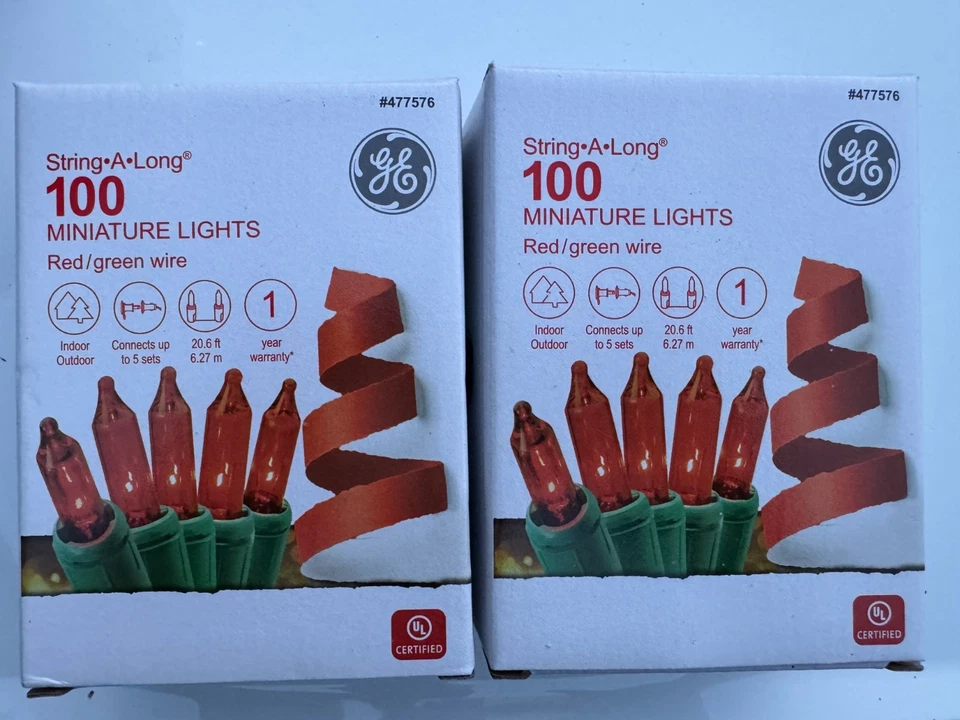 #477576
String•A•Long®
GE
100
MINIATURE LIGHTS
Red/green wire
1
Indoor
Outdoor
Connects up
to 5 sets
20.6 ft
6.27 m
year
warranty*
UL
CERTIFIED
#477576
String•A•Long®
GE
100
MINIATURE LIGHTS
Red/green wire
1
Indoor
Outdoor
Connects up
to 5 sets
20.6 ft
6.27 m
year
warranty*
UL
CERTIFIED